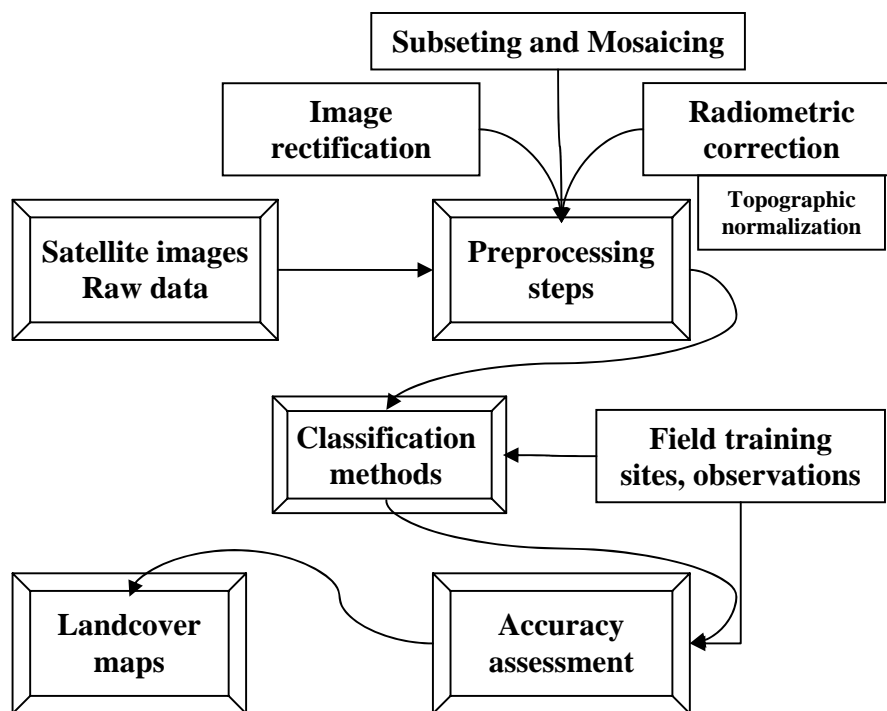 Subseting and Mosaicing
Image
rectification
Radiometric
correction
Topographic
normalization
Satellite images
Raw data
Preprocessing
steps
Classification
methods
Field training
sites, observations
Landcover
maps
Accuracy
assessment